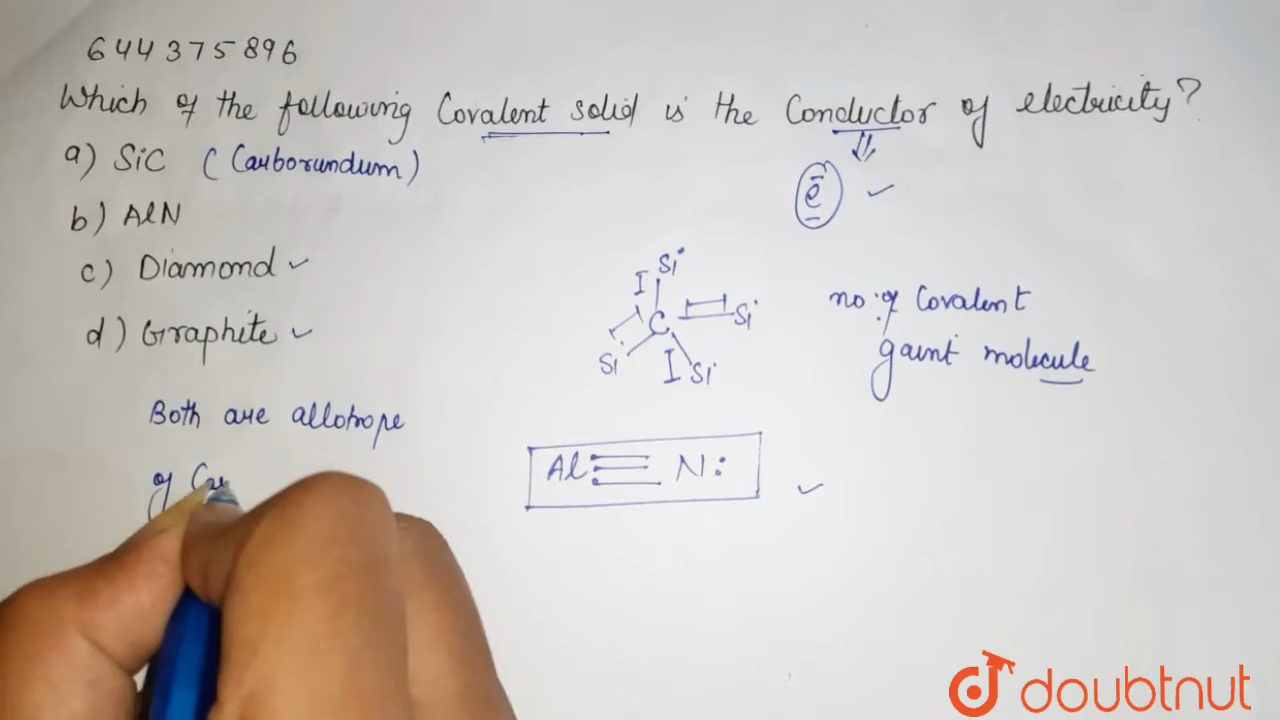 644375896
Which of the following Covalent solid is the Conductor of electricity?
a) SiC (Carborundum)
e-
b) AlN
c) Diamond
d) Graphite
Si
C
Si
Si
Si
no: of Covalent
gaint molecule
Both are allotrope
of
Al N:
doubtnut